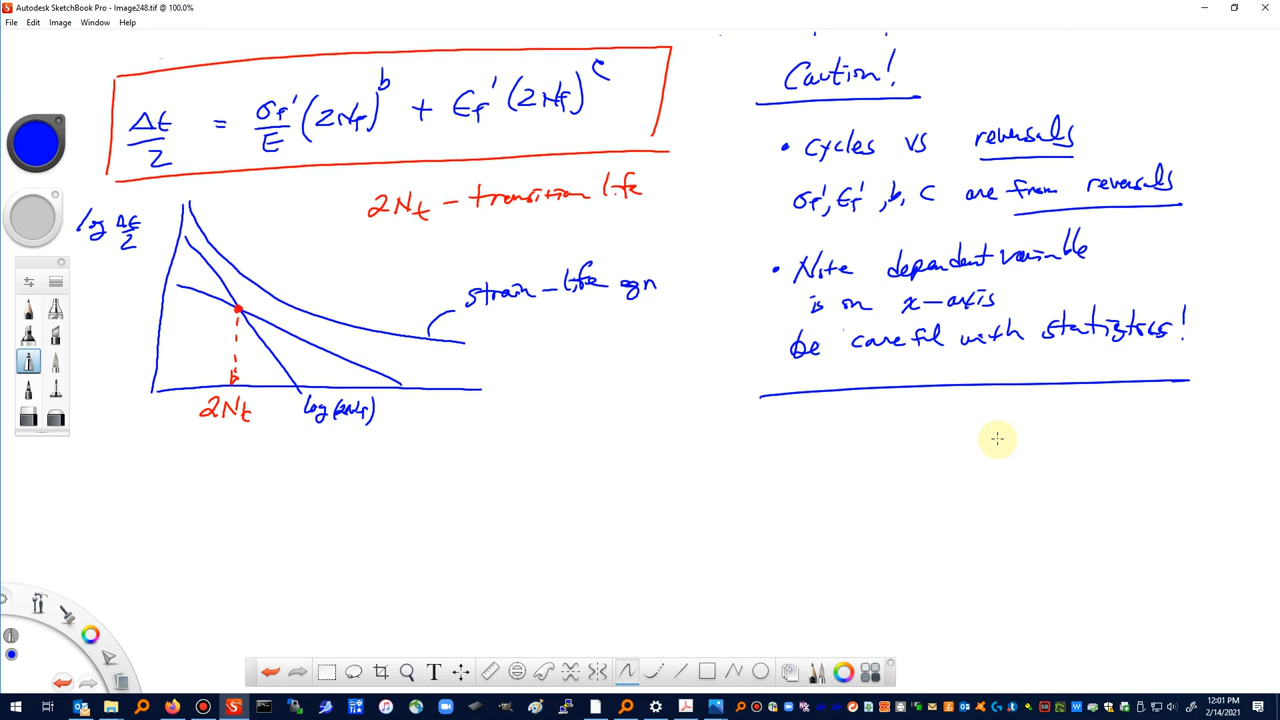 Autodesk SketchBook Pro - Image248.tif @ 100.0%
File Edit Image Window Help
Δε/2 = σf'/E (2Nf)^b + εf' (2Nf)^c
2Nt - transition life
log Δε/2
strain-life eqn
2Nt
log(2Nf)
Caution!
• cycles vs reversals
σf', εf', b, c are from reversals
• Note dependent variable
is on x-axis
be careful with statistics!
T
12:01 PM
2/14/2021